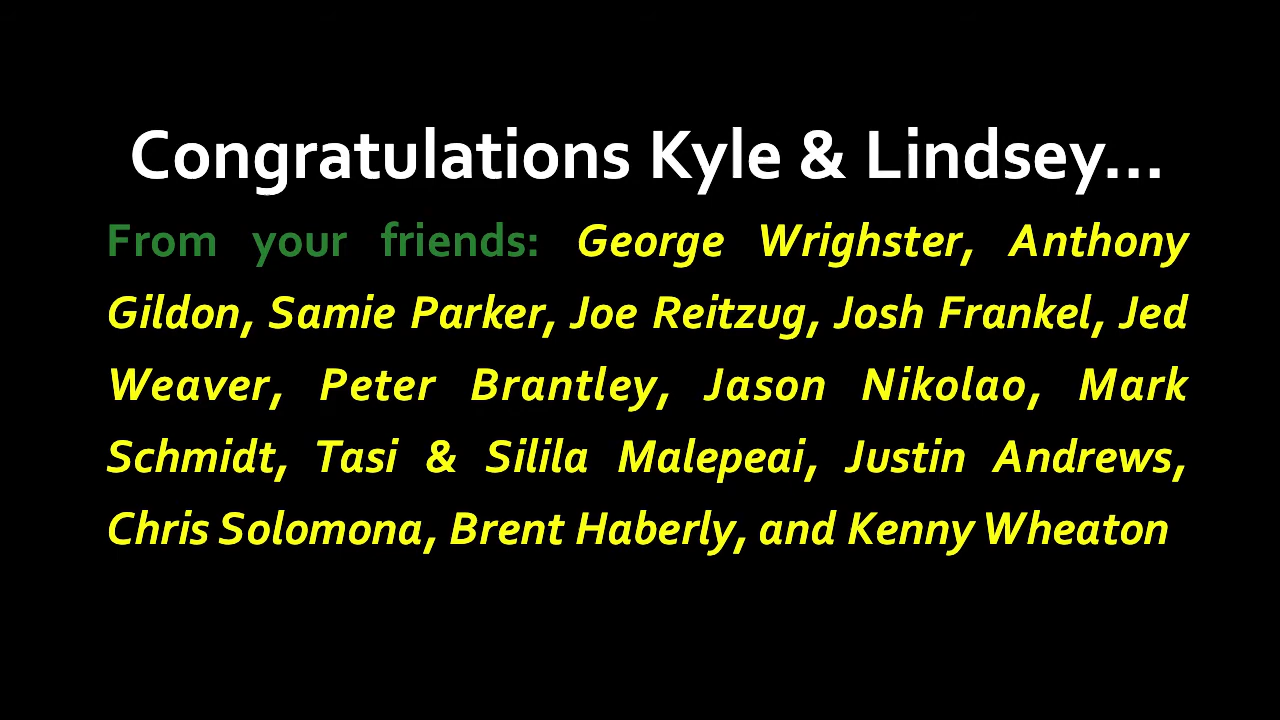 Congratulations Kyle & Lindsey...
From your friends: George Wrighster, Anthony
Gildon, Samie Parker, Joe Reitzug, Josh Frankel, Jed
Weaver, Peter Brantley, Jason Nikolao, Mark
Schmidt, Tasi & Silila Malepeai, Justin Andrews,
Chris Solomona, Brent Haberly, and Kenny Wheaton